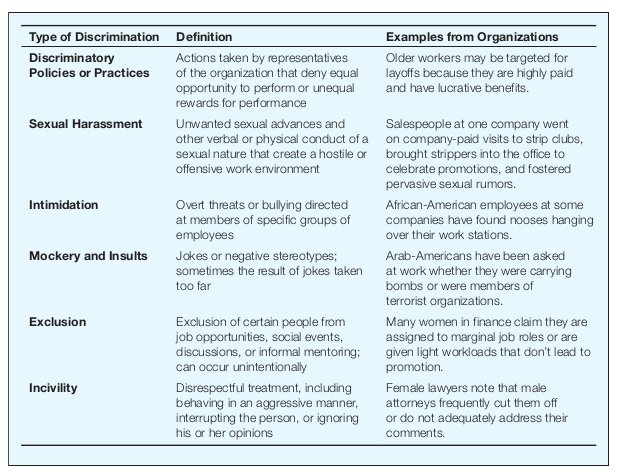 Type of Discrimination Definition Examples from Organizations
Discriminatory
Policies or Practices
Actions taken by representatives
of the organization that deny equal
opportunity to perform or unequal
rewards for performance
Older workers may be targeted for
layoffs because they are highly paid
and have lucrative benefits.
Sexual Harassment
Unwanted sexual advances and
other verbal or physical conduct of a
sexual nature that create a hostile or
offensive work environment
Salespeople at one company went
on company-paid visits to strip clubs,
brought strippers into the office to
celebrate promotions, and fostered
pervasive sexual rumors.
Intimidation
Overt threats or bullying directed
at members of specific groups of
employees
African-American employees at some
companies have found nooses hanging
over their work stations.
Mockery and Insults
Jokes or negative stereotypes;
sometimes the result of jokes taken
too far
Arab-Americans have been asked
at work whether they were carrying
bombs or were members of
terrorist organizations.
Exclusion
Exclusion of certain people from
job opportunities, social events,
discussions, or informal mentoring;
can occur unintentionally
Many women in finance claim they are
assigned to marginal job roles or are
given light workloads that don't lead to
promotion.
Incivility
Disrespectful treatment, including
behaving in an aggressive manner,
interrupting the person, or ignoring
his or her opinions
Female lawyers note that male
attorneys frequently cut them off
or do not adequately address their
comments.